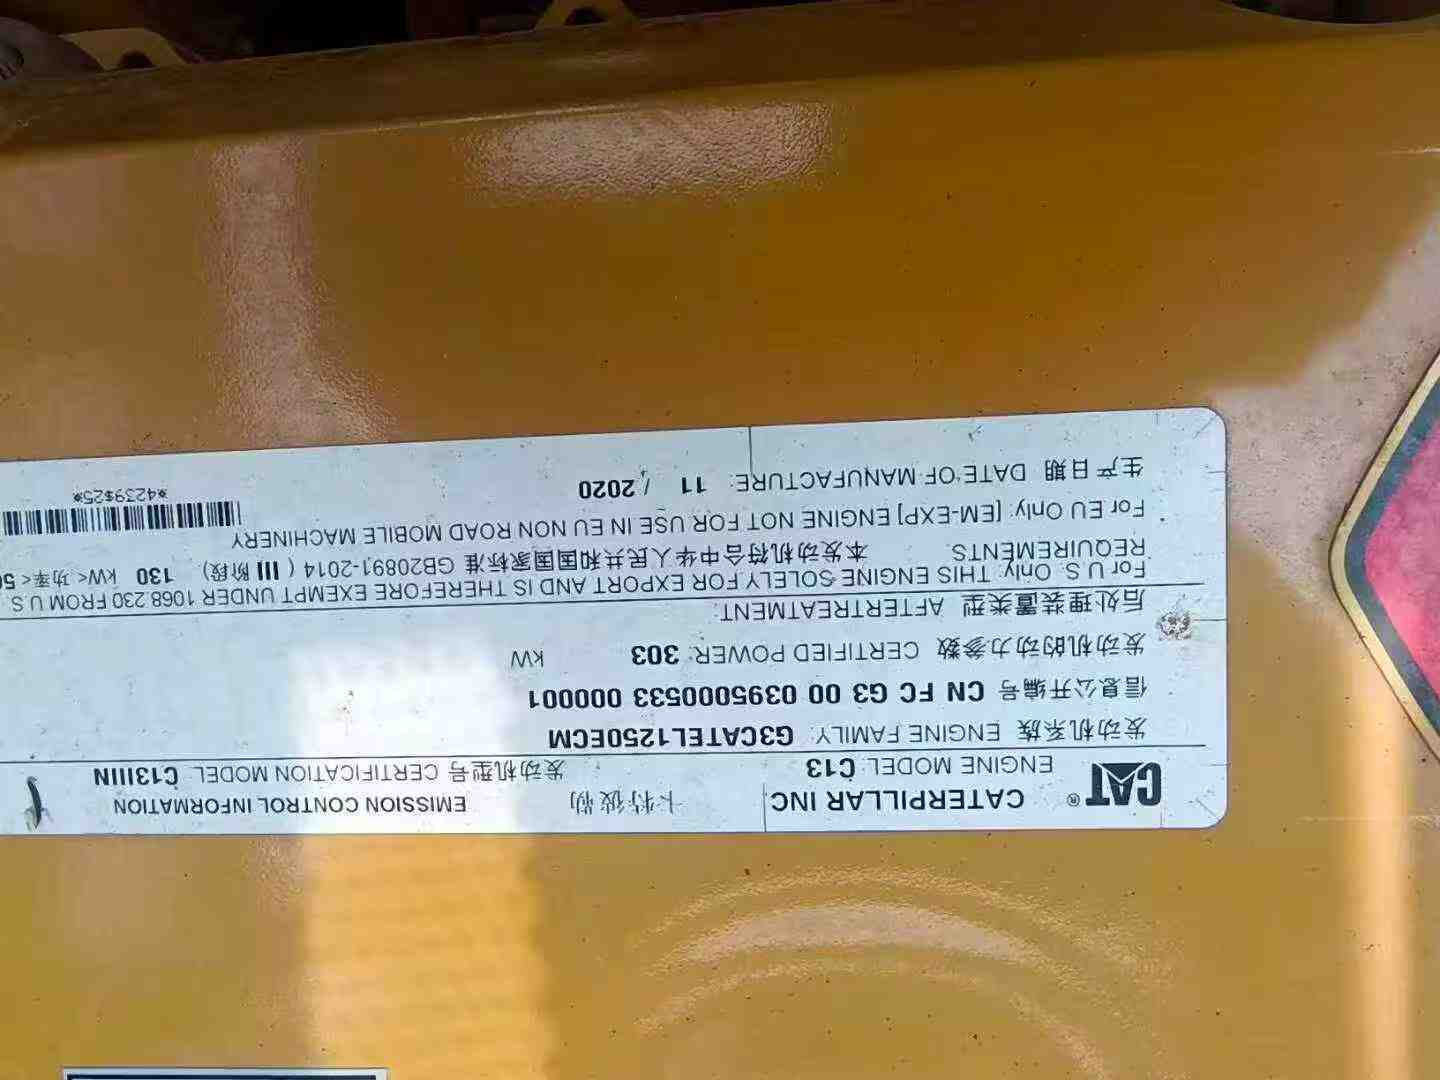 CAT® CATERPILLAR INC 卡特彼勒 EMISSION CONTROL INFORMATION
ENGINE MODEL: C13 发动机型号 CERTIFICATION MODEL: C13IIIN
发动机系族 ENGINE FAMILY: G3CATEL1250ECM
信息公开编号 CN FC G3 00 0395000533 000001
发动机的动力参数 CERTIFIED POWER: 303 kW
后处理装置类型 AFTERTREATMENT:
For U.S. Only: THIS ENGINE SOLELY FOR EXPORT AND IS THEREFORE EXEMPT UNDER 1068.230 FROM U.S.
REQUIREMENTS. 本发动机符合中华人民共和国国家标准 GB20891-2014 ( III 阶段) 130 kW< 功率<
For EU Only: [EM-EXP] ENGINE NOT FOR USE IN EU NON ROAD MOBILE MACHINERY
生产日期 DATE OF MANUFACTURE: 11 / 2020
*4239$25*